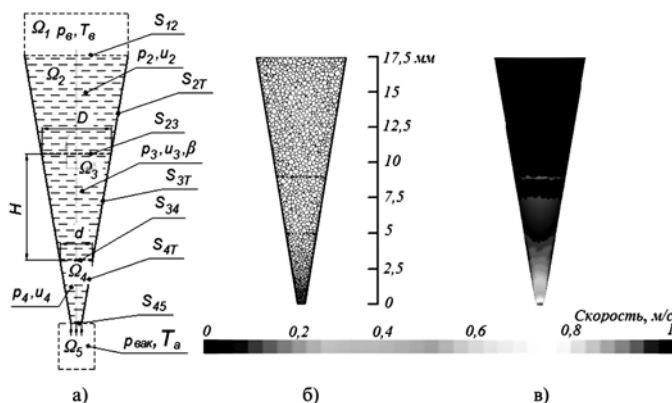 Ω1 pв, Tв
S12
Ω2
p2, u2
S2T
D
S23
Ω3
p3, u3, β
S3T
H
S34
d
Ω4
S4T
p4, u4
S45
Ω5
pвак, Ta
17,5 мм
15
12,5
10
7,5
5
2,5
0
Скорость, м/с
0
0,2
0,4
0,6
0,8
а)
б)
в)